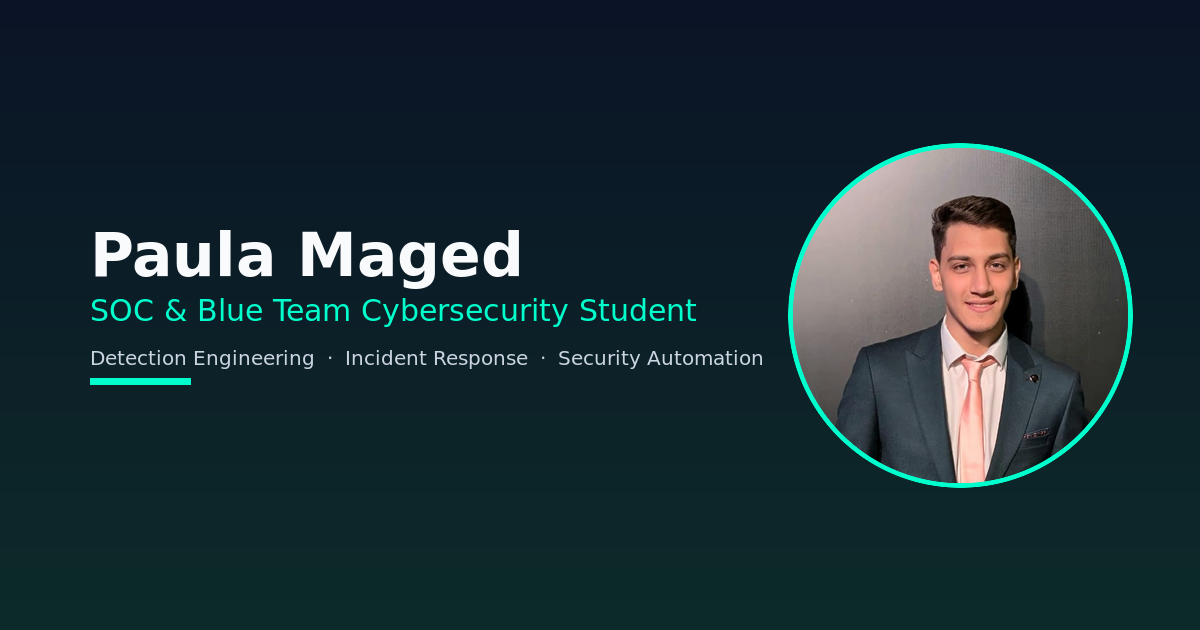 Paula Maged
SOC & Blue Team Cybersecurity Student
Detection Engineering · Incident Response · Security Automation